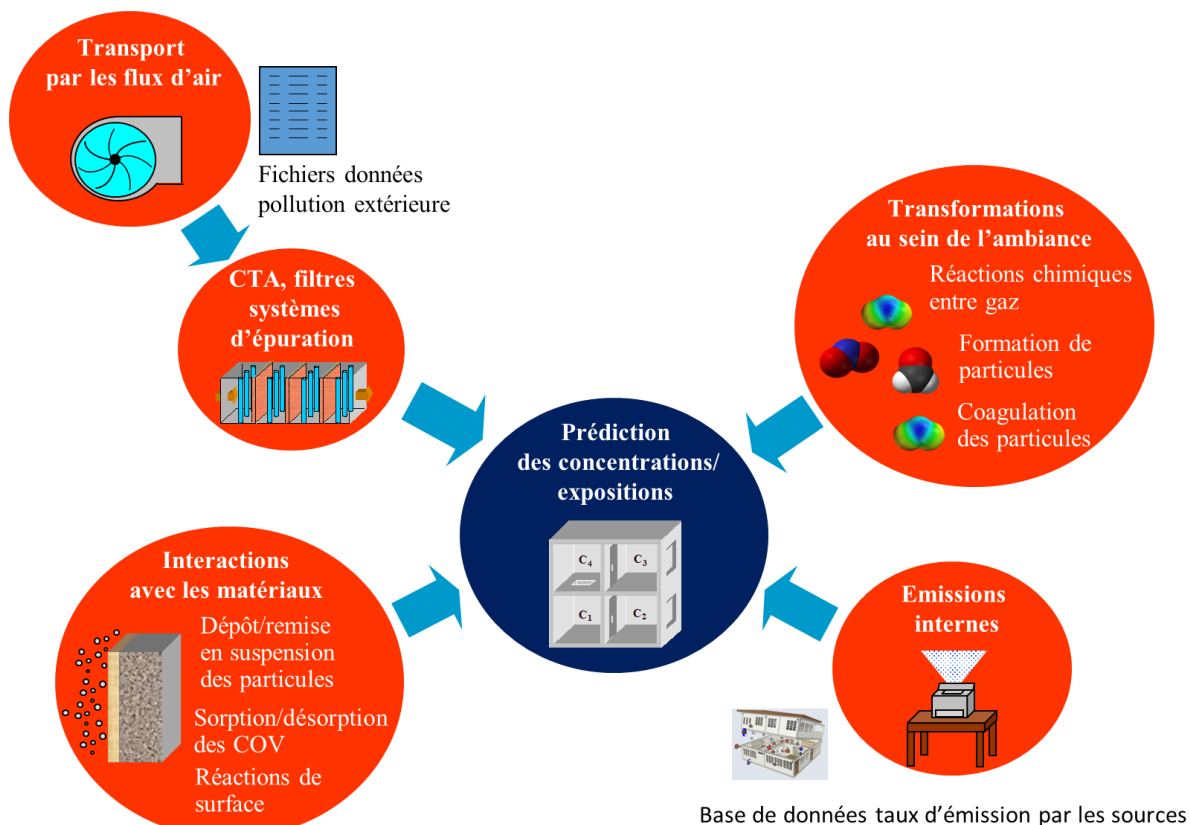 Transport
par les flux d'air
Fichiers données
pollution extérieure
CTA, filtres
systèmes
d'épuration
Transformations
au sein de l'ambiance
Réactions chimiques
entre gaz
Formation de
particules
Coagulation
des particules
Prédiction
des concentrations/
expositions
C4
C3
C1
C2
Interactions
avec les matériaux
Dépôt/remise
en suspension
des particules
Sorption/désorption
des COV
Réactions de
surface
Emissions
internes
Base de données taux d'émission par les sources